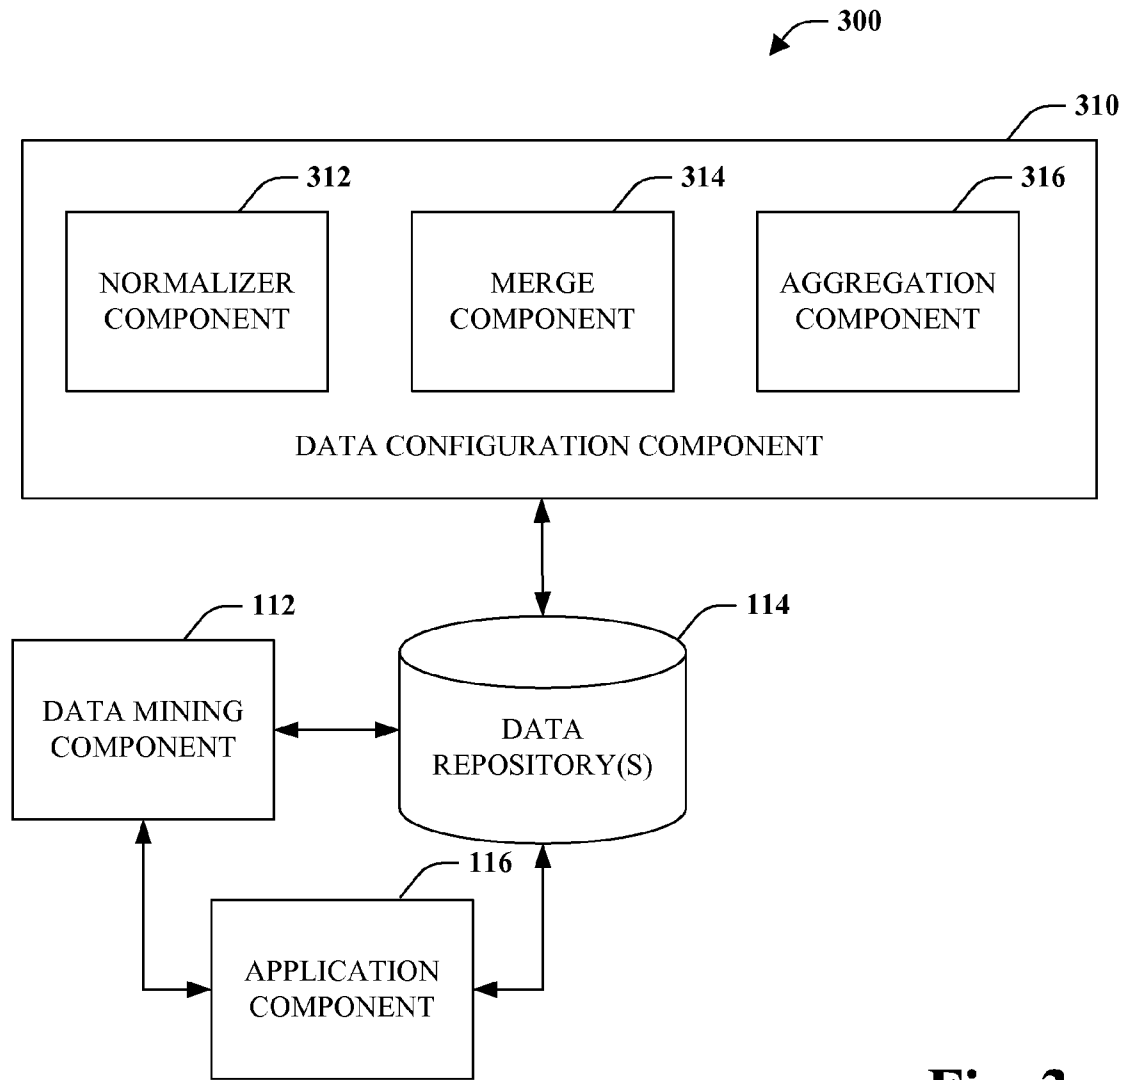 300
310
312
314
316
NORMALIZER
COMPONENT
MERGE
COMPONENT
AGGREGATION
COMPONENT
DATA CONFIGURATION COMPONENT
112
114
DATA MINING
COMPONENT
DATA
REPOSITORY(S)
116
APPLICATION
COMPONENT